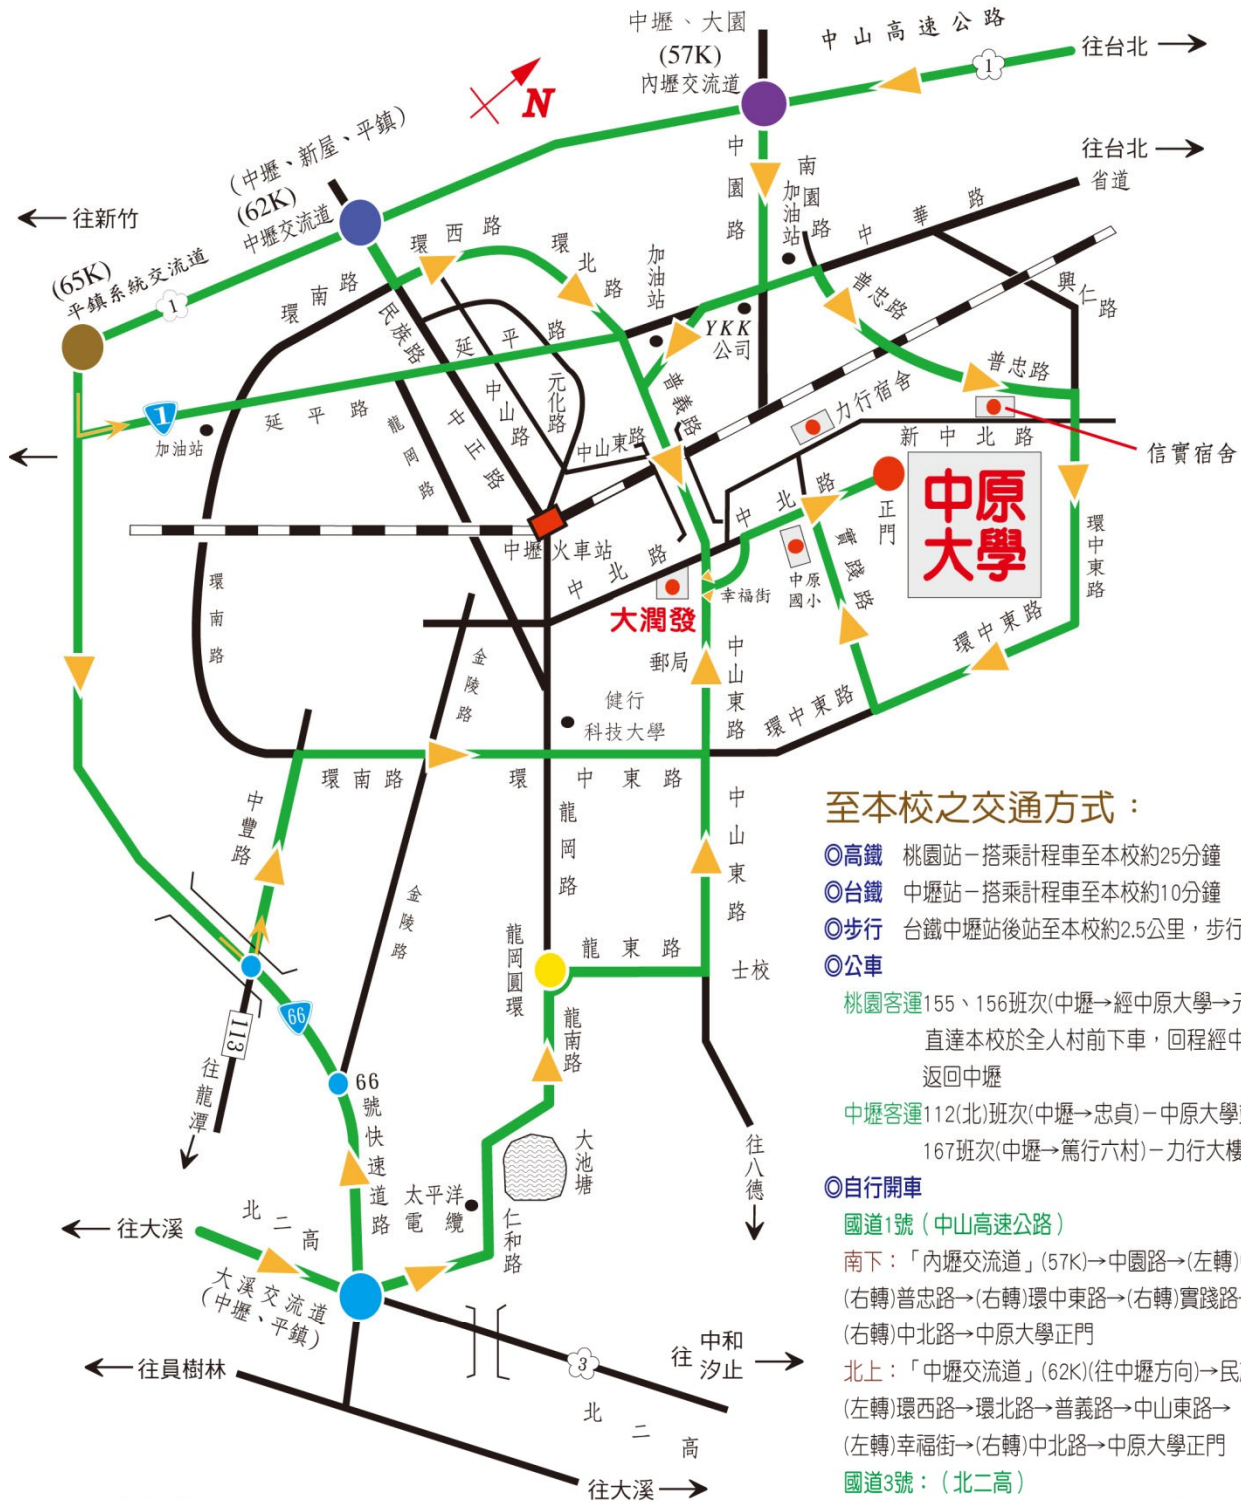 中壢、大園
(57K)
內壢交流道
中山高速公路
1
往台北
N
往台北
省道
(中壢、新屋、平鎮)
(62K)
中壢交流道
往新竹
(65K)
平鎮系統交流道
1
環西路
環北路
加油站
中園路
南園路
加油站
中華路
興仁路
環南路
民族路
延平路
YKK
公司
普忠路
普忠路
1
加油站
延平路
龍岡路
中正路
中山路
元化路
中山東路
普義路
力行宿舍
新中北路
信實宿舍
中原
大學
正門
中北路
中壢火車站
中北路
大潤發
幸福街
中原
國小
實踐路
環中東路
環中東路
環中東路
環南路
金陵路
郵局
中山東路
健行
科技大學
環南路
環中東路
中豐路
金陵路
龍岡路
中山東路
龍岡圓環
龍東路
士校
龍南路
66
113
往龍潭
66
號快速道路
大池塘
往八德
太平洋
電纜
仁和路
往大溪
北二高
大溪交流道
(中壢、平鎮)
往員樹林
往
中和
汐止
3
北二高
往大溪
至本校之交通方式：
◎高鐵 桃園站－搭乘計程車至本校約25分鐘
◎台鐵 中壢站－搭乘計程車至本校約10分鐘
◎步行 台鐵中壢站後站至本校約2.5公里，步行
◎公車
桃園客運155、156班次(中壢→經中原大學→元
直達本校於全人村前下車，回程經中
返回中壢
中壢客運112(北)班次(中壢→忠貞)－中原大學
167班次(中壢→篤行六村)－力行大樓
◎自行開車
國道1號（中山高速公路）
南下：「內壢交流道」(57K)→中園路→(左轉)
(右轉)普忠路→(右轉)環中東路→(右轉)實踐路
(右轉)中北路→中原大學正門
北上：「中壢交流道」(62K)(往中壢方向)→民
(左轉)環西路→環北路→普義路→中山東路→
(左轉)幸福街→(右轉)中北路→中原大學正門
國道3號：（北二高）